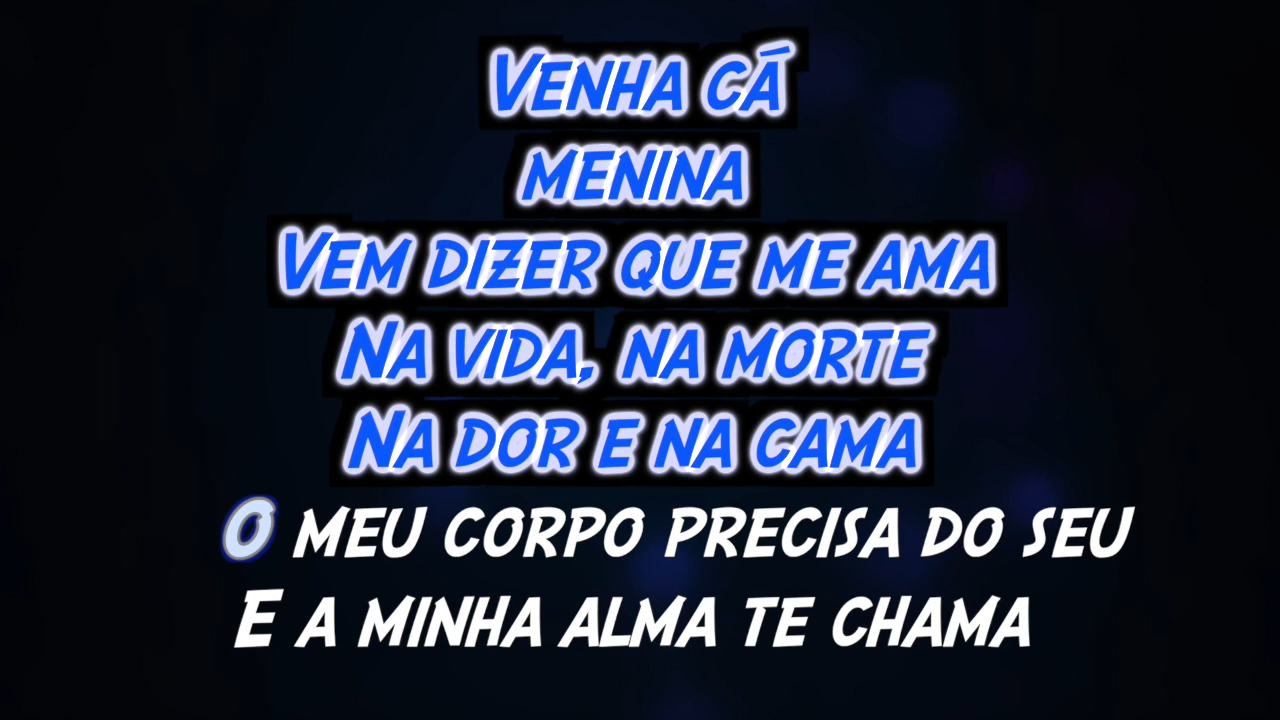 VENHA CÁ
MENINA
VEM DIZER QUE ME AMA
NA VIDA, NA MORTE
NA DOR E NA CAMA
O MEU CORPO PRECISA DO SEU
E A MINHA ALMA TE CHAMA